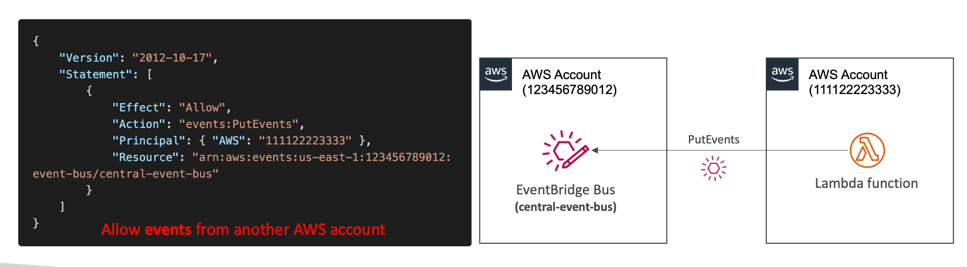 {
    "Version": "2012-10-17",
    "Statement": [
        {
            "Effect": "Allow",
            "Action": "events:PutEvents",
            "Principal": { "AWS": "111122223333" },
            "Resource": "arn:aws:events:us-east-1:123456789012:
event-bus/central-event-bus"
        }
    ]
}
Allow events from another AWS account
aws
AWS Account
(123456789012)
EventBridge Bus
(central-event-bus)
PutEvents
aws
AWS Account
(111122223333)
Lambda function